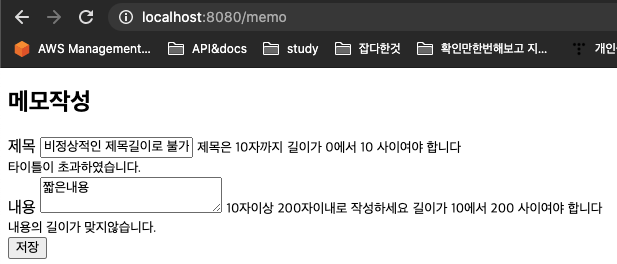 localhost:8080/memo
AWS Management... API&docs study 잡다한것 확인만한번해보고 지... 개인
메모작성
제목 비정상적인 제목길이로 불가 제목은 10자까지 길이가 0에서 10 사이여야 합니다
타이틀이 초과하였습니다.
짧은내용
내용 10자이상 200자이내로 작성하세요 길이가 10에서 200 사이여야 합니다
내용의 길이가 맞지않습니다.
저장